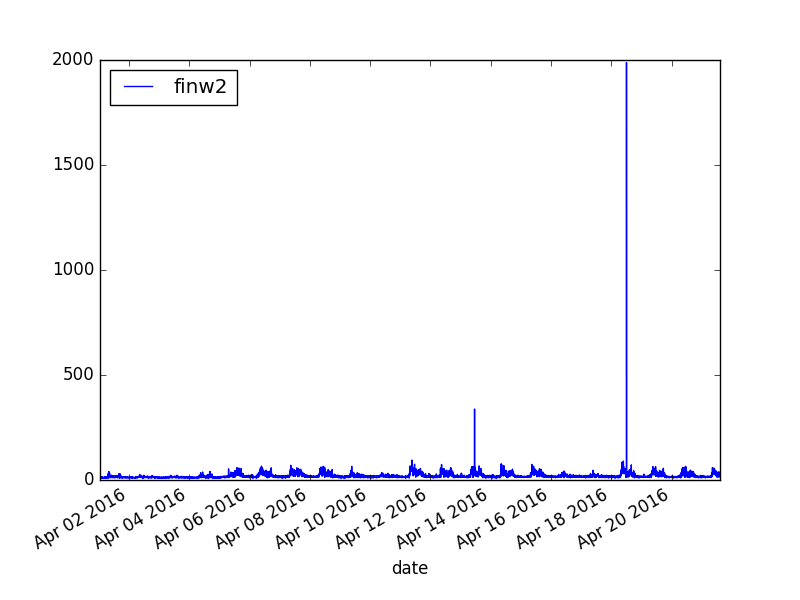 2000
finw2
1500
1000
500
0
Apr 02 2016
Apr 04 2016
Apr 06 2016
Apr 08 2016
Apr 10 2016
Apr 12 2016
Apr 14 2016
Apr 16 2016
Apr 18 2016
Apr 20 2016
date